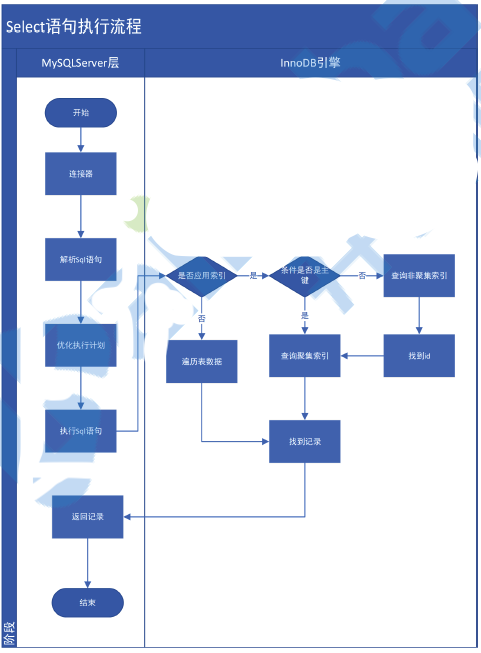 Select语句执行流程
MySQLServer层
InnoDB引擎
开始
连接器
解析Sql语句
是否应用索引
是
条件是否是主
键
否
查询非聚集索引
否
是
优化执行计划
遍历表数据
查询聚集索引
找到id
执行Sql语句
找到记录
返回记录
结束
阶段